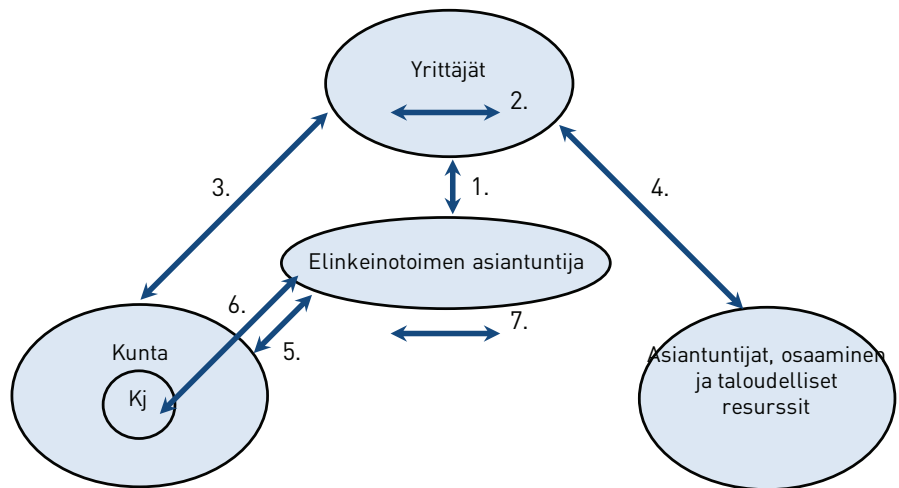 Yrittäjät
2.
3.
1.
4.
Elinkeinotoimen asiantuntija
6.
7.
5.
Kunta
Kj
Asiantuntijat, osaaminen
ja taloudelliset
resurssit